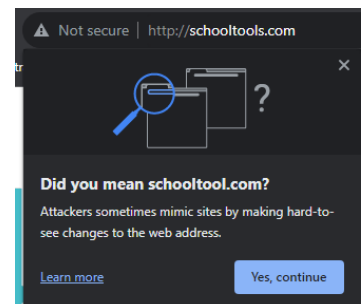 Not secure | http://schooltools.com
tr
?
Did you mean schooltool.com?
Attackers sometimes mimic sites by making hard-to-
see changes to the web address.
Learn more
Yes, continue